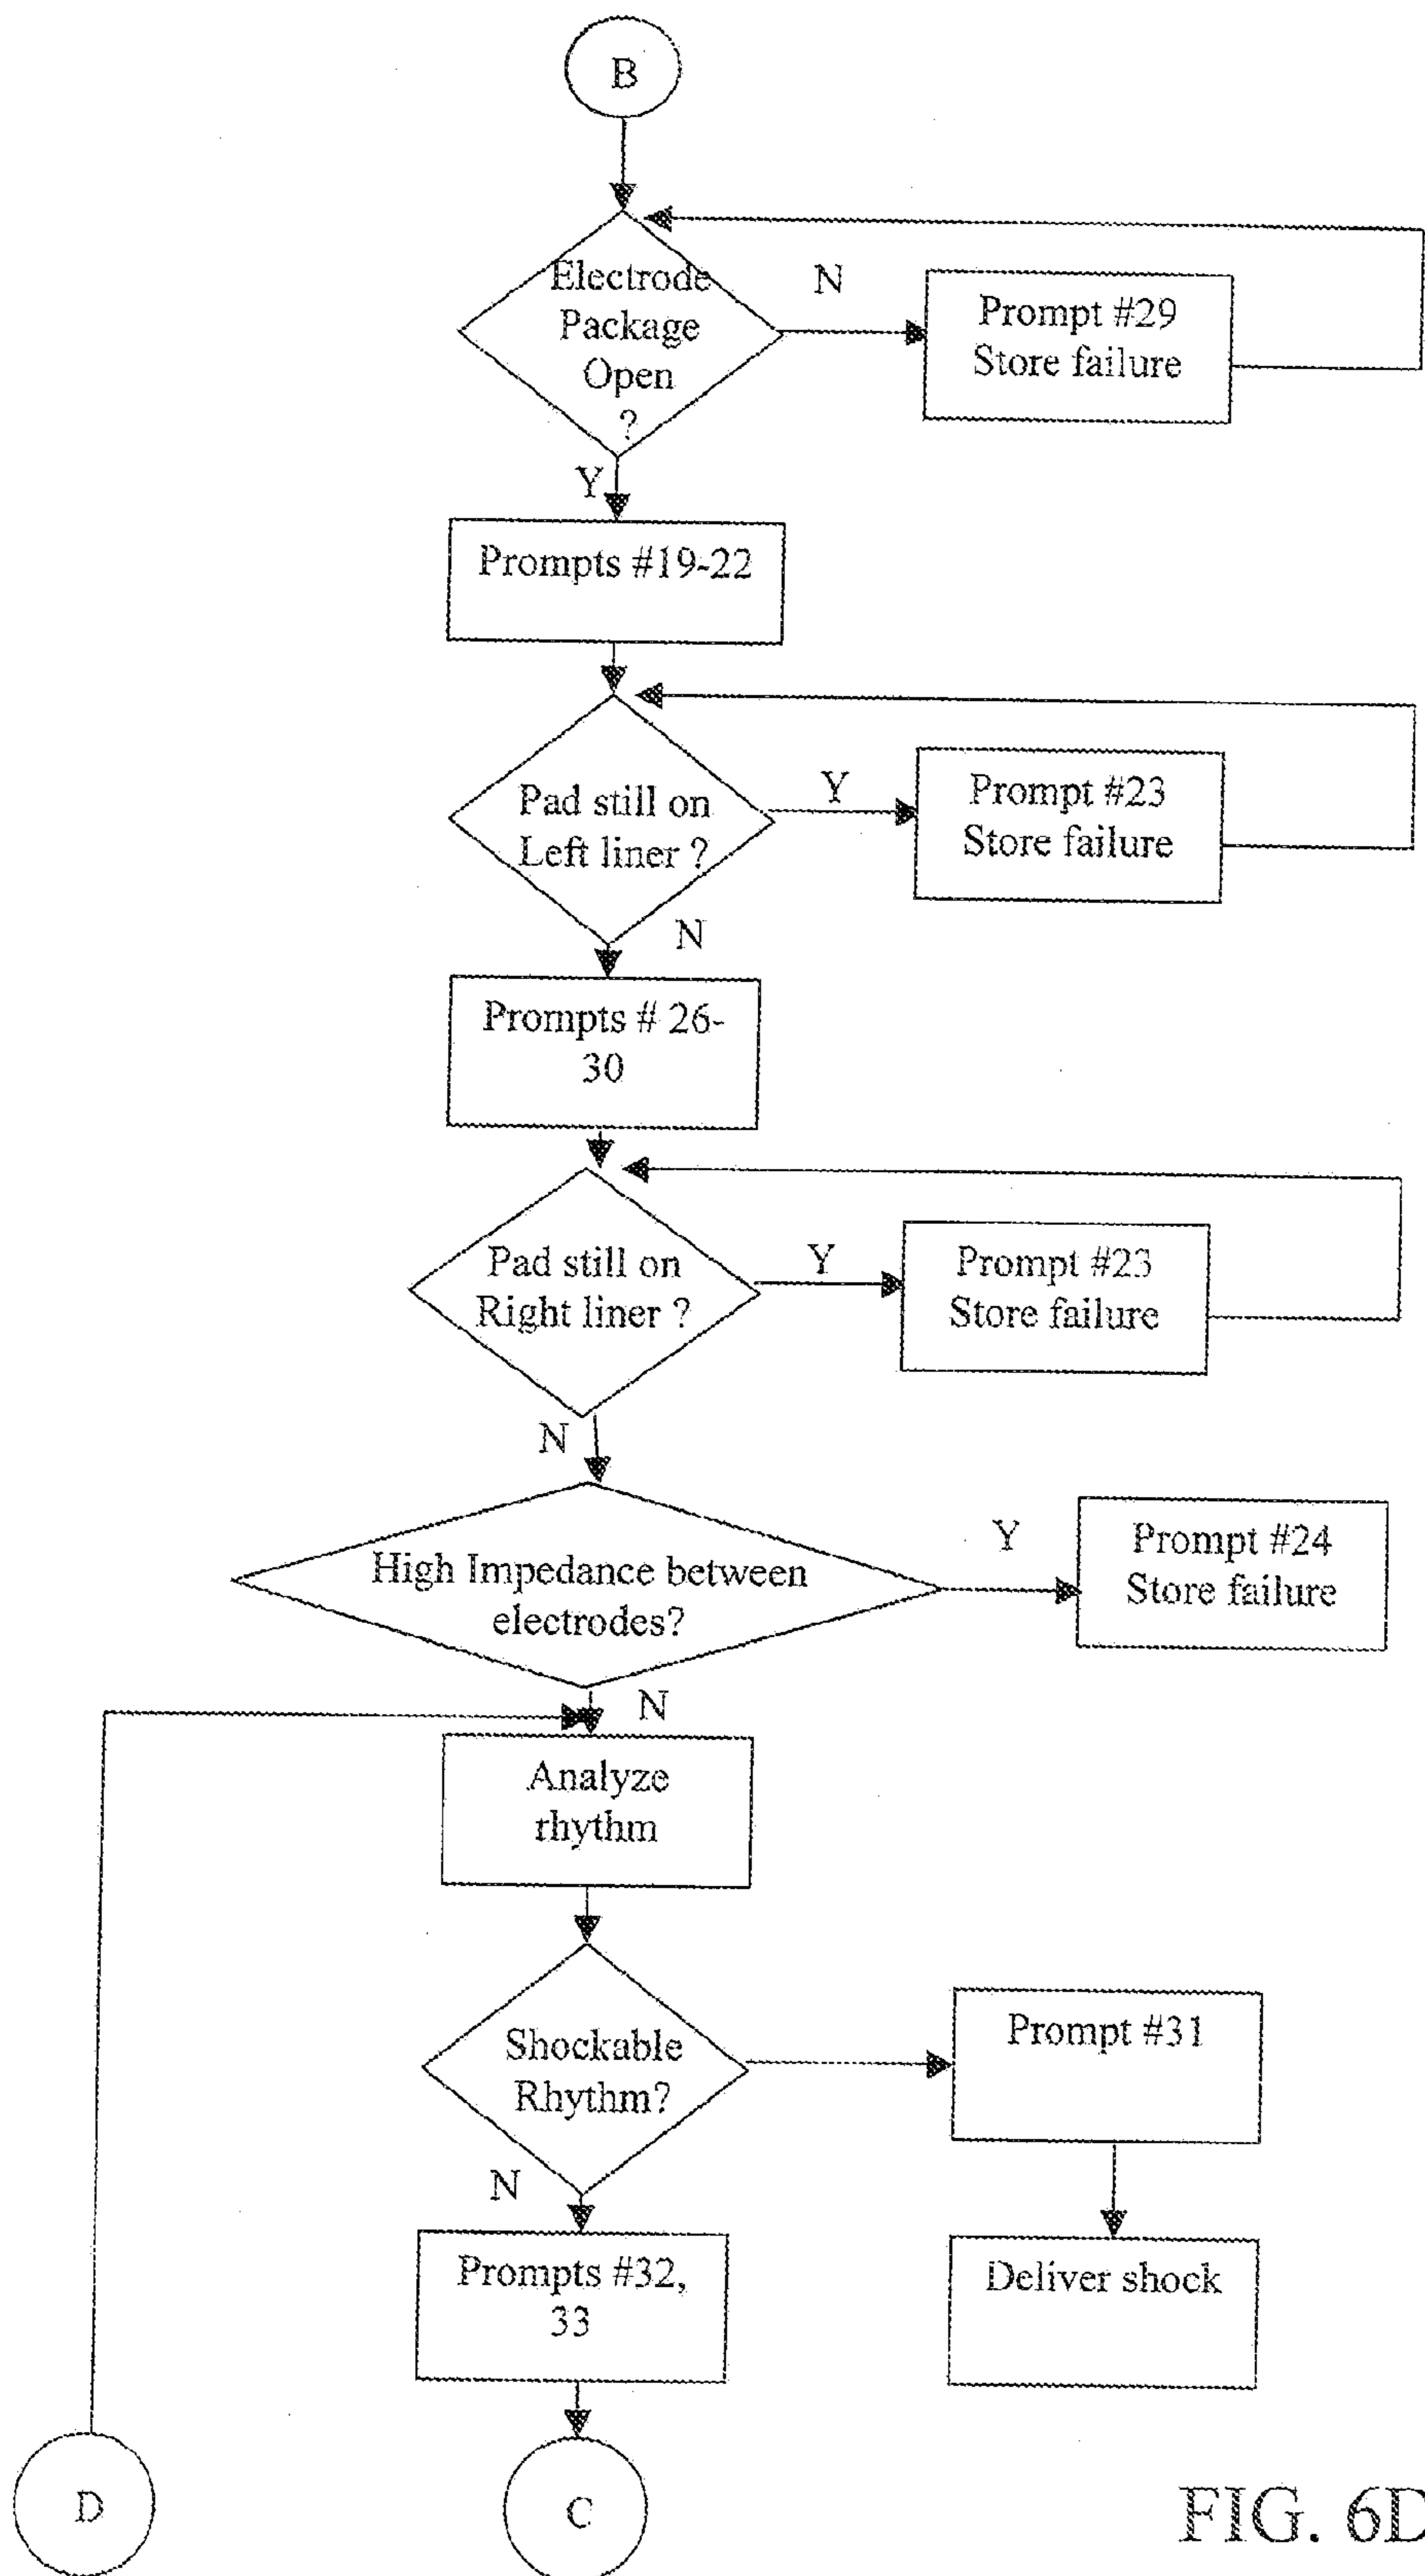 B
Electrode
Package
Open
?
N
Prompt #29
Store failure
Y
Prompts #19-22
Pad still on
Left liner ?
Y
Prompt #23
Store failure
N
Prompts # 26-
30
Pad still on
Right liner ?
Y
Prompt #23
Store failure
N
High Impedance between
electrodes?
Y
Prompt #24
Store failure
N
Analyze
rhythm
Shockable
Rhythm?
Prompt #31
N
Prompts #32,
33
Deliver shock
D
C
FIG. 6D